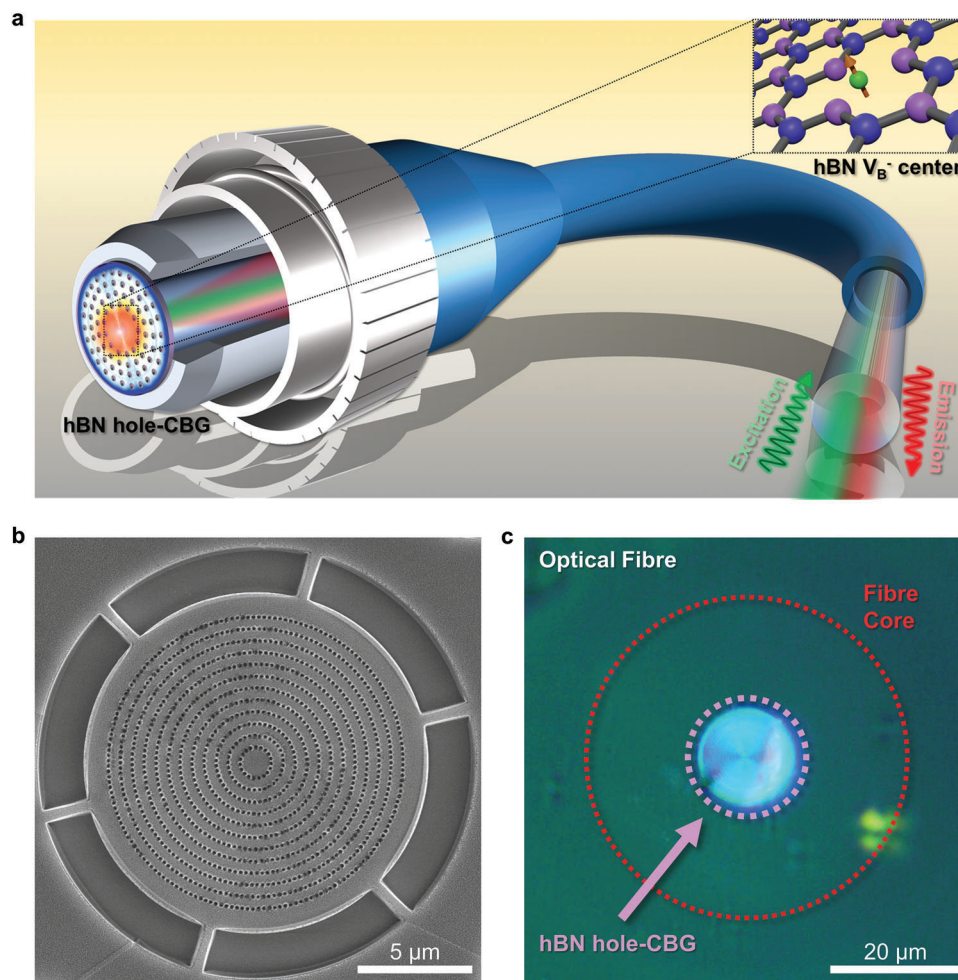 a
hBN V_B^- center
hBN hole-CBG
Excitation
Emission
b
5 µm
c
Optical Fibre
Fibre
Core
hBN hole-CBG
20 µm